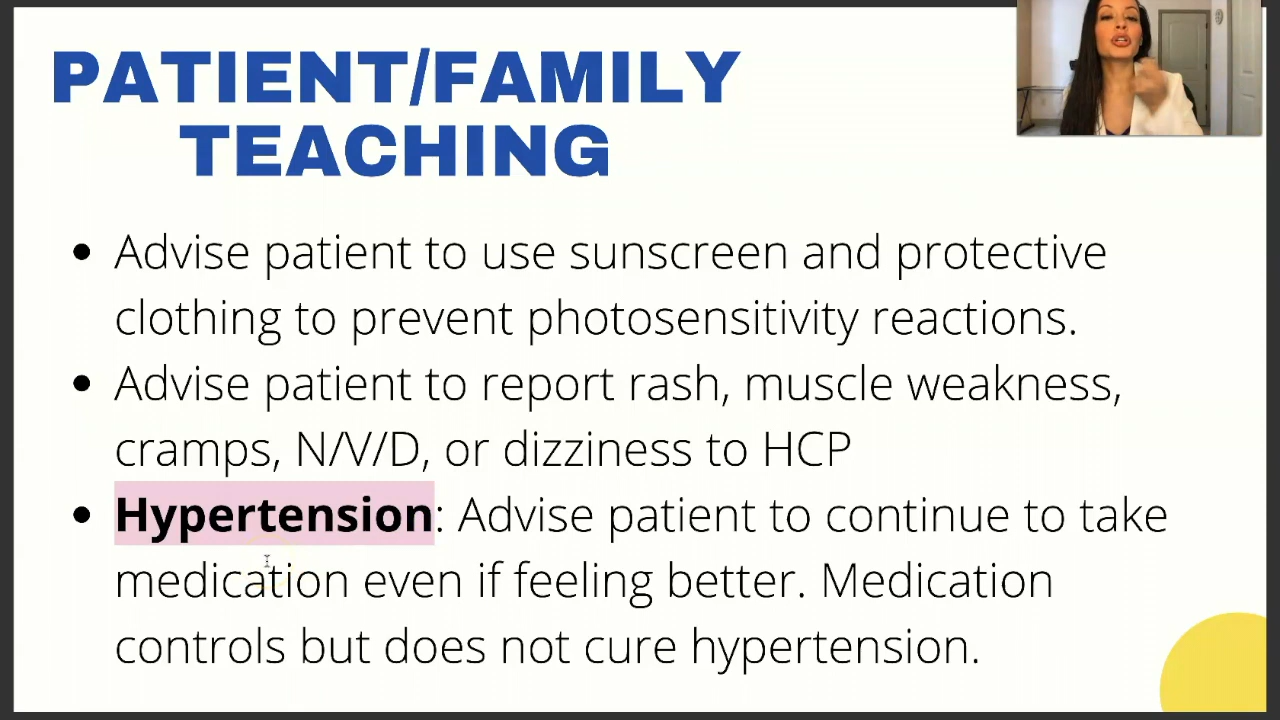 PATIENT/FAMILY
TEACHING
• Advise patient to use sunscreen and protective
clothing to prevent photosensitivity reactions.
• Advise patient to report rash, muscle weakness,
cramps, N/V/D, or dizziness to HCP
• Hypertension: Advise patient to continue to take
medication even if feeling better. Medication
controls but does not cure hypertension.